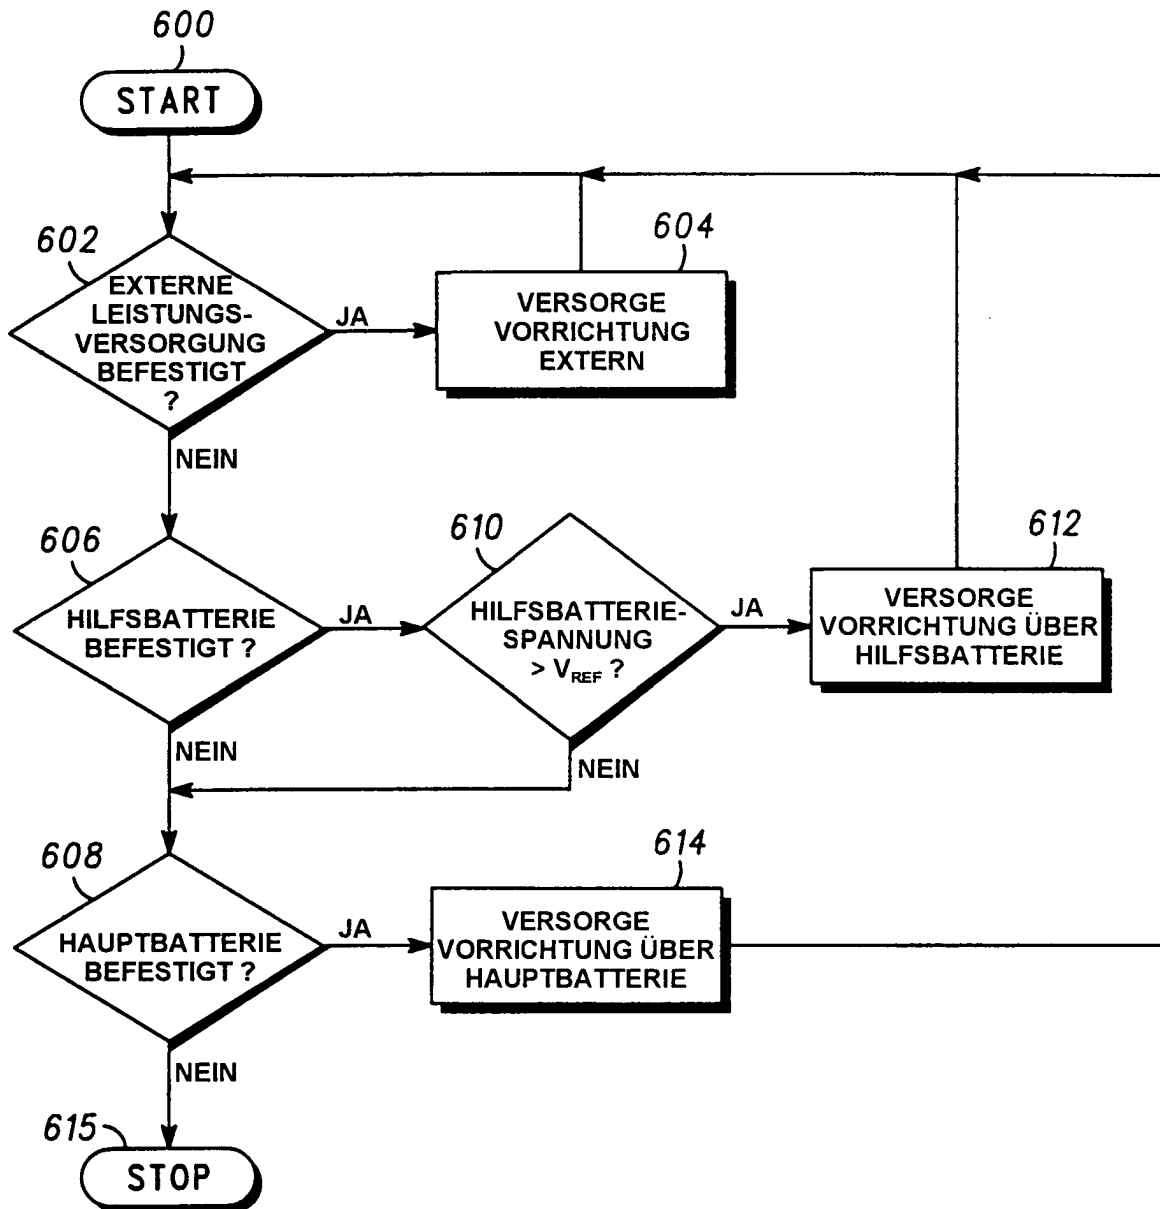 600
START
602
EXTERNE
LEISTUNGS-
VERSORGUNG
BEFESTIGT
?
JA
604
VERSORGE
VORRICHTUNG
EXTERN
NEIN
606
HILFSBATTERIE
BEFESTIGT ?
JA
610
HILFSBATTERIE-
SPANNUNG
> VREF ?
JA
612
VERSORGE
VORRICHTUNG ÜBER
HILFSBATTERIE
NEIN
NEIN
608
HAUPTBATTERIE
BEFESTIGT ?
JA
614
VERSORGE
VORRICHTUNG ÜBER
HAUPTBATTERIE
NEIN
615
STOP